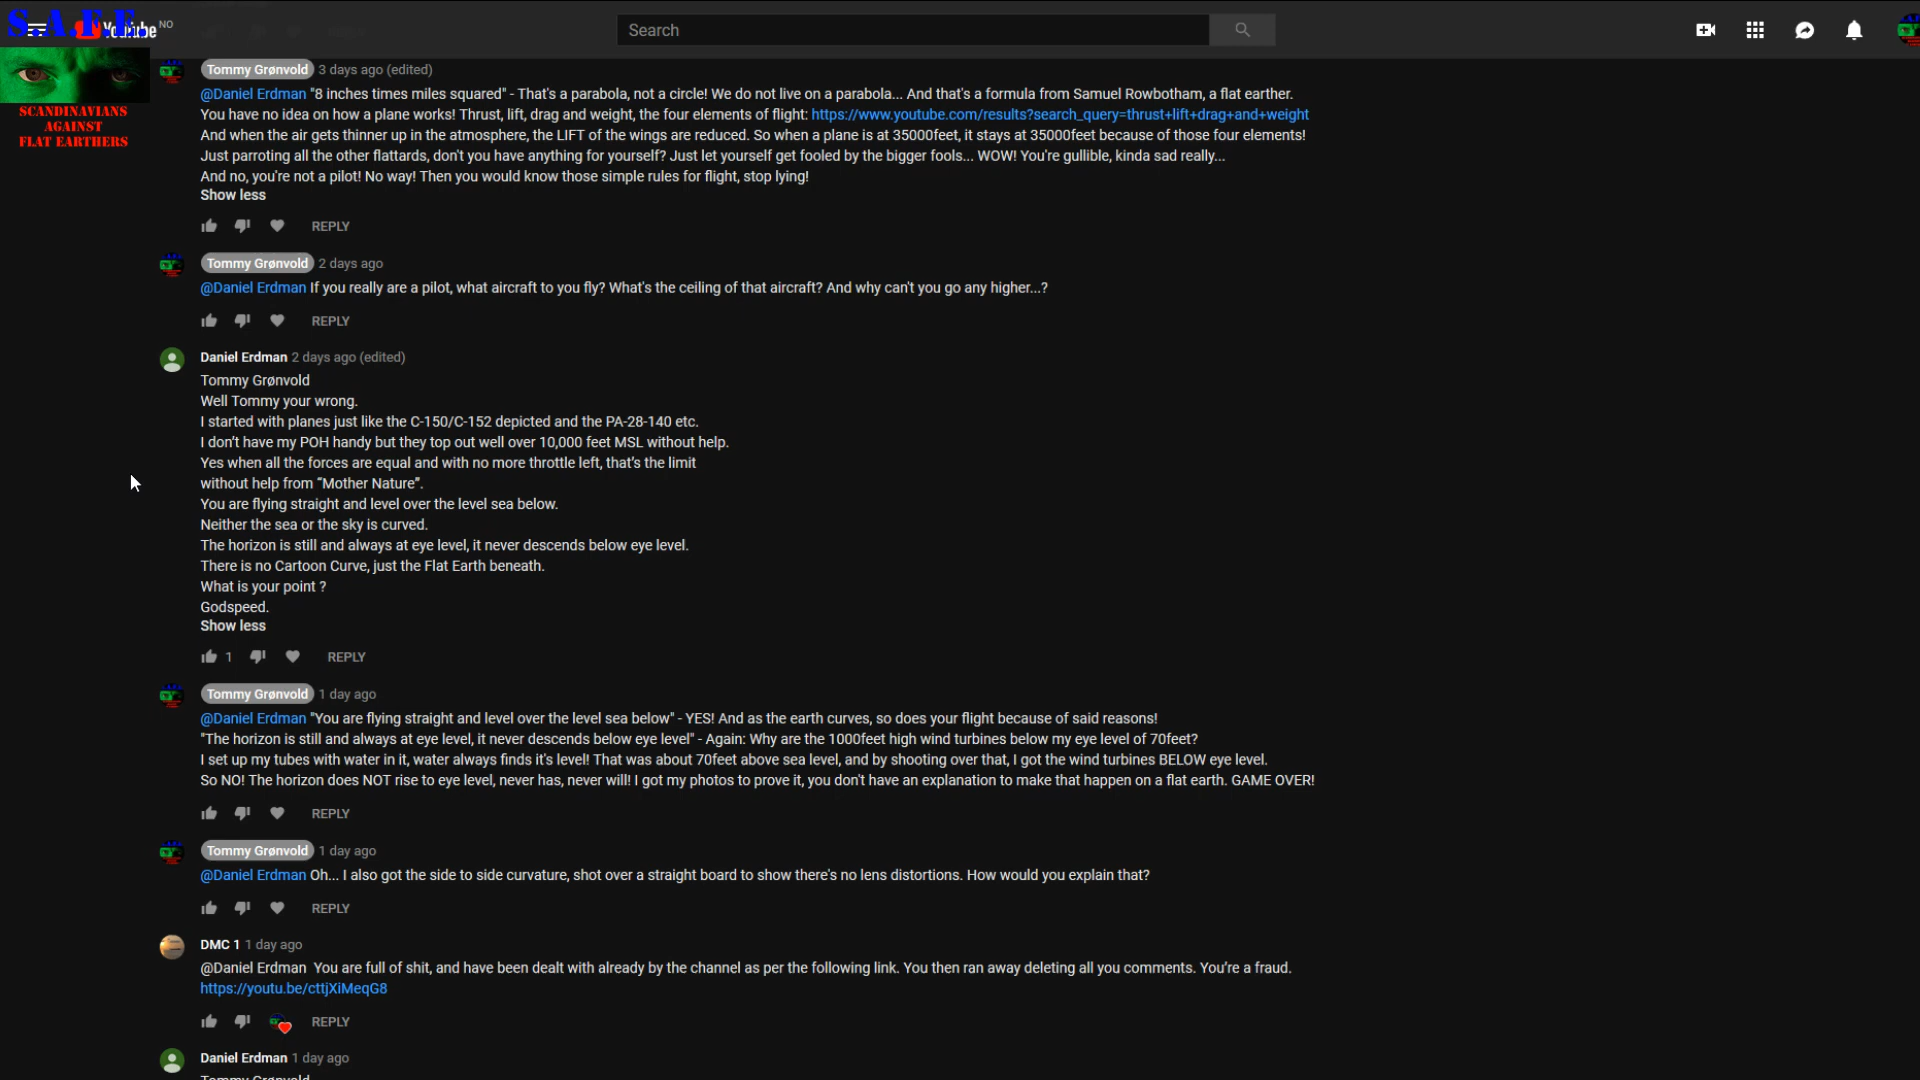 S.A.F.E.
YouTube NO
Search
SCANDINAVIANS
AGAINST
FLAT EARTHERS
Tommy Grønvold 3 days ago (edited)
@Daniel Erdman "8 inches times miles squared" - That's a parabola, not a circle! We do not live on a parabola... And that's a formula from Samuel Rowbotham, a flat earther.
You have no idea on how a plane works! Thrust, lift, drag and weight, the four elements of flight: https://www.youtube.com/results?search_query=thrust+lift+drag+and+weight
And when the air gets thinner up in the atmosphere, the LIFT of the wings are reduced. So when a plane is at 35000feet, it stays at 35000feet because of those four elements!
Just parroting all the other flattards, don't you have anything for yourself? Just let yourself get fooled by the bigger fools... WOW! You're gullible, kinda sad really...
And no, you're not a pilot! No way! Then you would know those simple rules for flight, stop lying!
Show less
REPLY
Tommy Grønvold 2 days ago
@Daniel Erdman If you really are a pilot, what aircraft to you fly? What's the ceiling of that aircraft? And why can't you go any higher...?
REPLY
Daniel Erdman 2 days ago (edited)
Tommy Grønvold
Well Tommy your wrong.
I started with planes just like the C-150/C-152 depicted and the PA-28-140 etc.
I don't have my POH handy but they top out well over 10,000 feet MSL without help.
Yes when all the forces are equal and with no more throttle left, that's the limit
without help from “Mother Nature”.
You are flying straight and level over the level sea below.
Neither the sea or the sky is curved.
The horizon is still and always at eye level, it never descends below eye level.
There is no Cartoon Curve, just the Flat Earth beneath.
What is your point ?
Godspeed.
Show less
1 REPLY
Tommy Grønvold 1 day ago
@Daniel Erdman "You are flying straight and level over the level sea below" - YES! And as the earth curves, so does your flight because of said reasons!
"The horizon is still and always at eye level, it never descends below eye level" - Again: Why are the 1000feet high wind turbines below my eye level of 70feet?
I set up my tubes with water in it, water always finds it's level! That was about 70feet above sea level, and by shooting over that, I got the wind turbines BELOW eye level.
So NO! The horizon does NOT rise to eye level, never has, never will! I got my photos to prove it, you don't have an explanation to make that happen on a flat earth. GAME OVER!
REPLY
Tommy Grønvold 1 day ago
@Daniel Erdman Oh... I also got the side to side curvature, shot over a straight board to show there's no lens distortions. How would you explain that?
REPLY
DMC 1 1 day ago
@Daniel Erdman You are full of shit, and have been dealt with already by the channel as per the following link. You then ran away deleting all you comments. You're a fraud.
https://youtu.be/cttjXiMeqG8
REPLY
Daniel Erdman 1 day ago
Tommy Grønvold